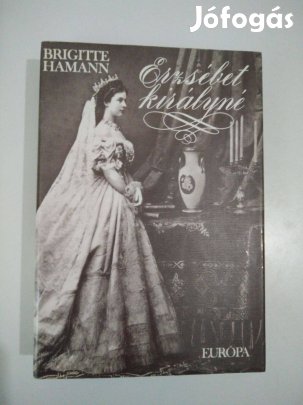 Jófogás
BRIGITTE
HAMANN
Erzsébet
királyné
EURÓPA